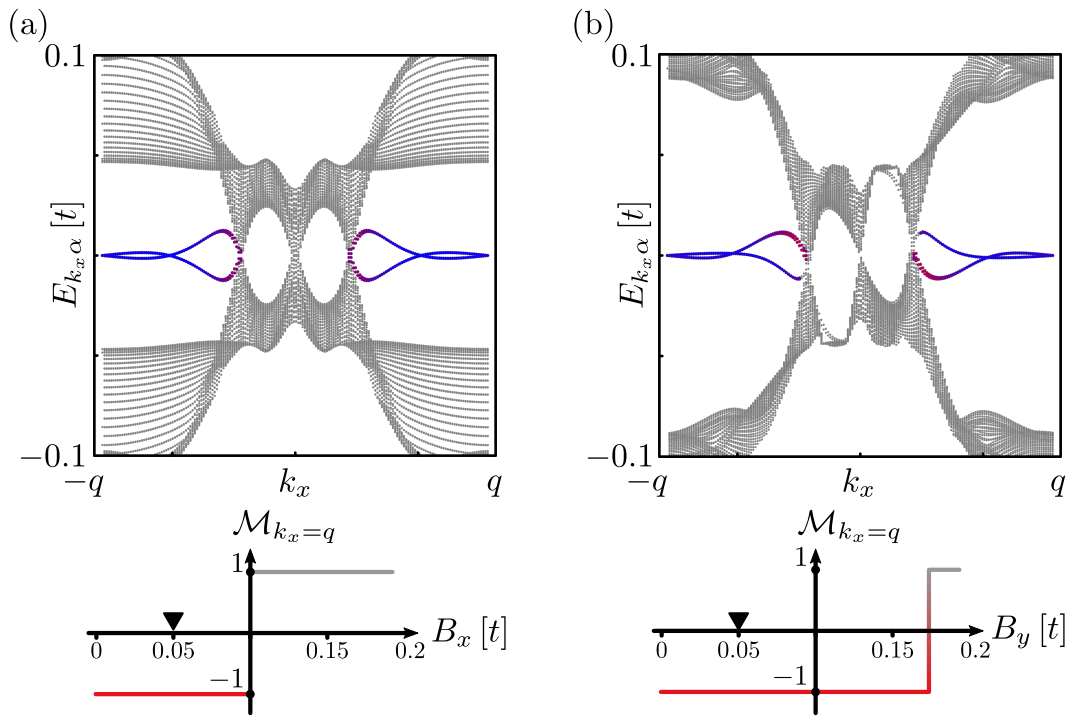 (a)
0.1
E_{k_x α} [t]
−0.1
−q
k_x
q
M_{k_x=q}
1
B_x [t]
0
0.05
0.15
0.2
−1
(b)
0.1
E_{k_x α} [t]
−0.1
−q
k_x
q
M_{k_x=q}
1
B_y [t]
0
0.05
0.15
0.2
−1